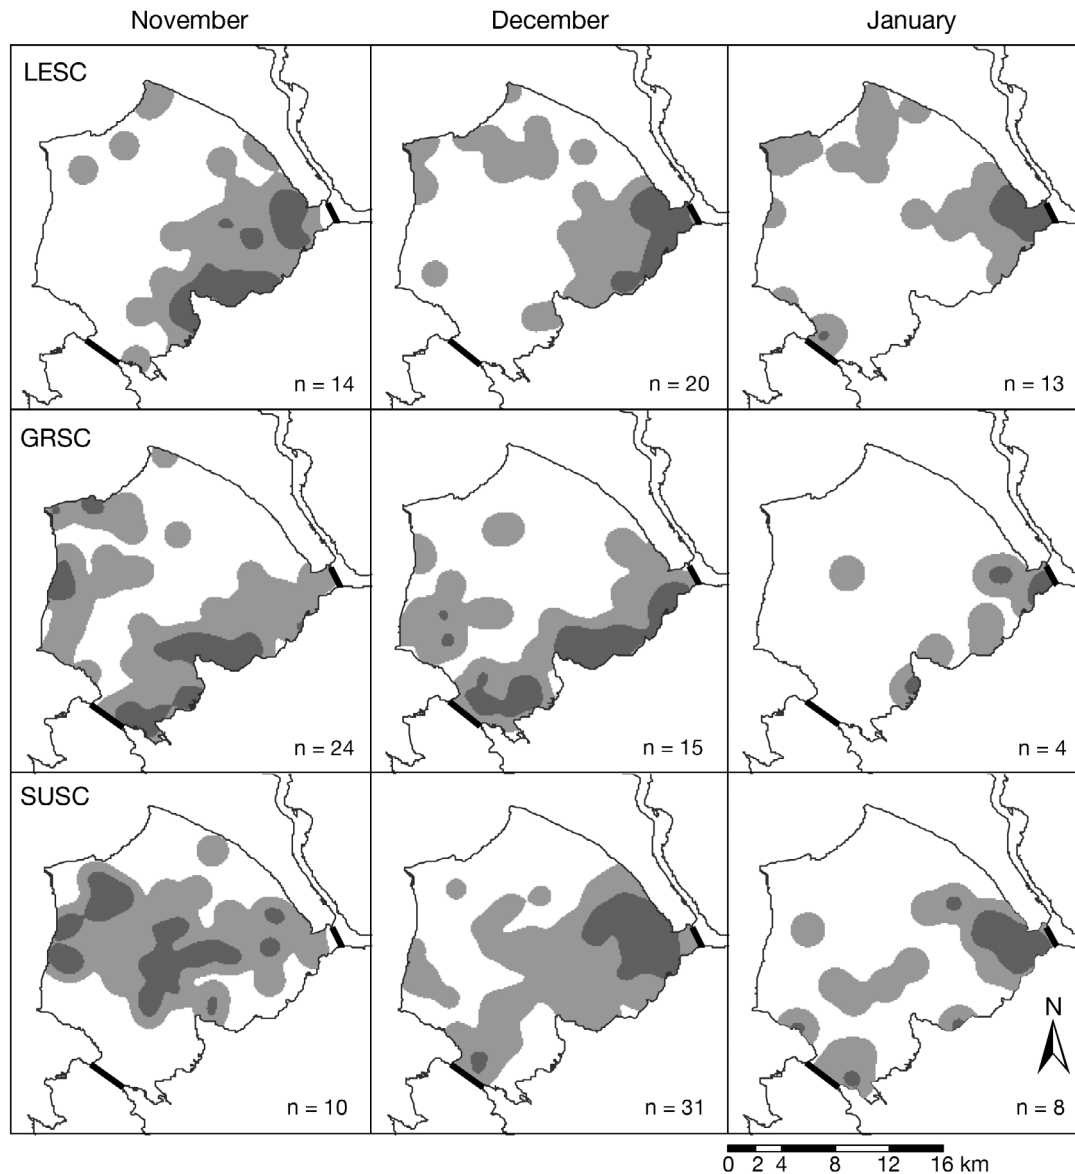 November December January
LESC
n = 14 n = 20 n = 13
GRSC
n = 24 n = 15 n = 4
SUSC
N
n = 10 n = 31 n = 8
0 2 4 8 12 16 km